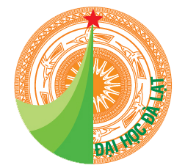 ĐẠI HỌC ĐÀ LẠT